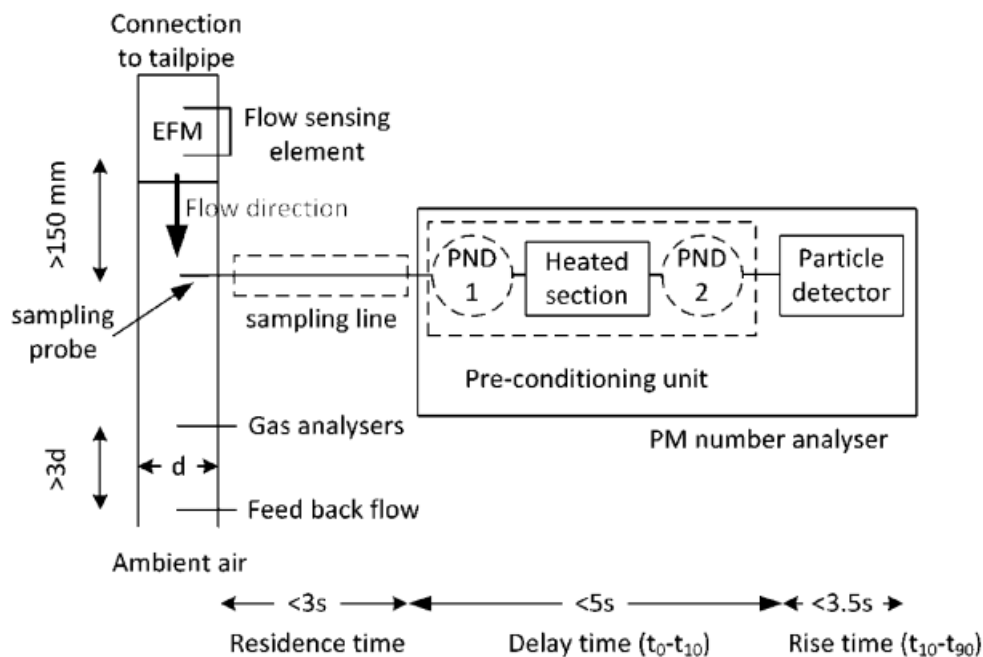 Connection
to tailpipe
EFM
Flow sensing
element
>150 mm
Flow direction
sampling
probe
sampling line
PND
1
Heated
section
PND
2
Particle
detector
Pre-conditioning unit
PM number analyser
Gas analysers
>3d
d
Feed back flow
Ambient air
<3s
<5s
<3.5s
Residence time
Delay time (t₀-t₁₀)
Rise time (t₁₀-t₉₀)